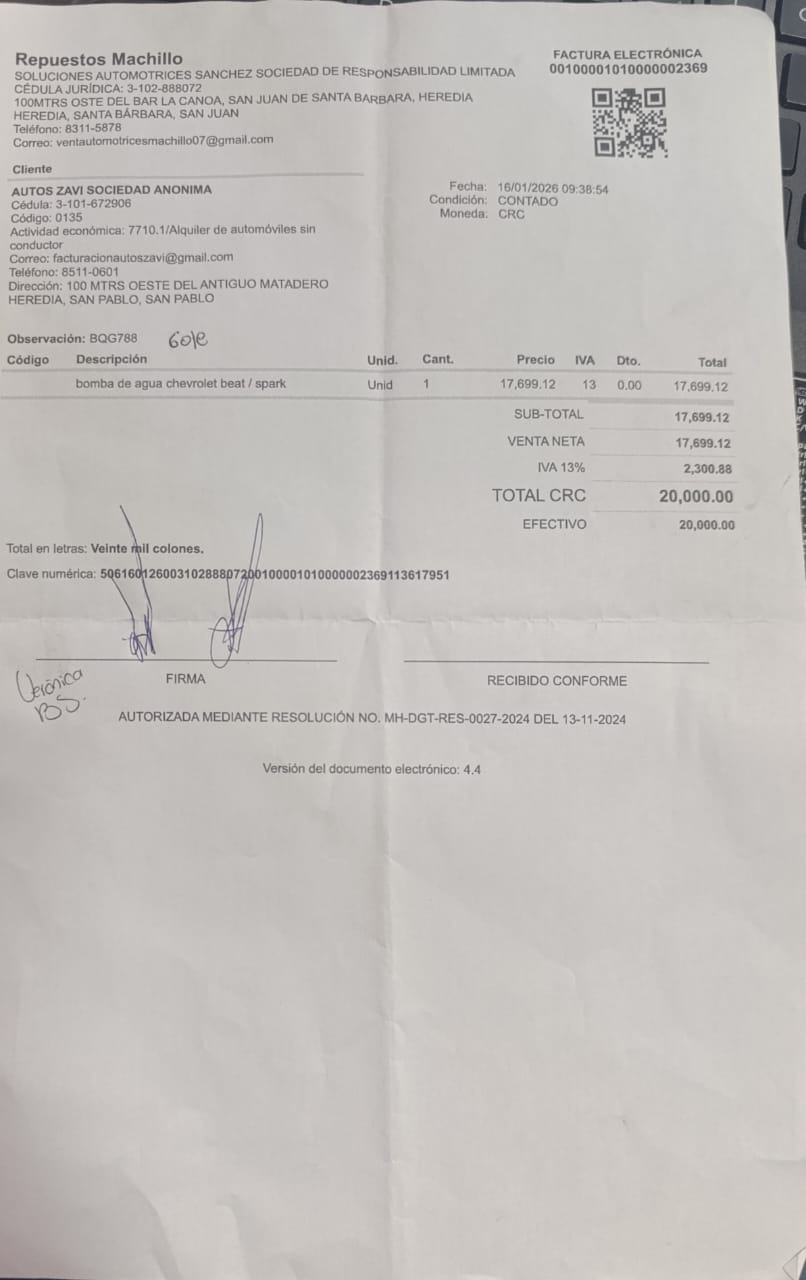 Repuestos Machillo
SOLUCIONES AUTOMOTRICES SANCHEZ SOCIEDAD DE RESPONSABILIDAD LIMITADA
CÉDULA JURÍDICA: 3-102-888072
100MTRS OSTE DEL BAR LA CANOA, SAN JUAN DE SANTA BARBARA, HEREDIA
HEREDIA, SANTA BÁRBARA, SAN JUAN
Teléfono: 8311-5878
Correo: ventautomotricesmachillo07@gmail.com
FACTURA ELECTRÓNICA
00100001010000002369
Cliente
AUTOS ZAVI SOCIEDAD ANONIMA
Cédula: 3-101-672906
Código: 0135
Actividad económica: 7710.1/Alquiler de automóviles sin
conductor
Correo: facturacionautoszavi@gmail.com
Teléfono: 8511-0601
Dirección: 100 MTRS OESTE DEL ANTIGUO MATADERO
HEREDIA, SAN PABLO, SAN PABLO
Fecha: 16/01/2026 09:38:54
Condición: CONTADO
Moneda: CRC
Observación: BQG788
Código Descripción Unid. Cant. Precio IVA Dto. Total
bomba de agua chevrolet beat / spark Unid 1 17,699.12 13 0.00 17,699.12
SUB-TOTAL 17,699.12
VENTA NETA 17,699.12
IVA 13% 2,300.88
TOTAL CRC 20,000.00
EFECTIVO 20,000.00
Total en letras: Veinte mil colones.
Clave numérica: 50616012600310288807200100001010000002369113617951
FIRMA
RECIBIDO CONFORME
Verónica
BS.
AUTORIZADA MEDIANTE RESOLUCIÓN NO. MH-DGT-RES-0027-2024 DEL 13-11-2024
Versión del documento electrónico: 4.4